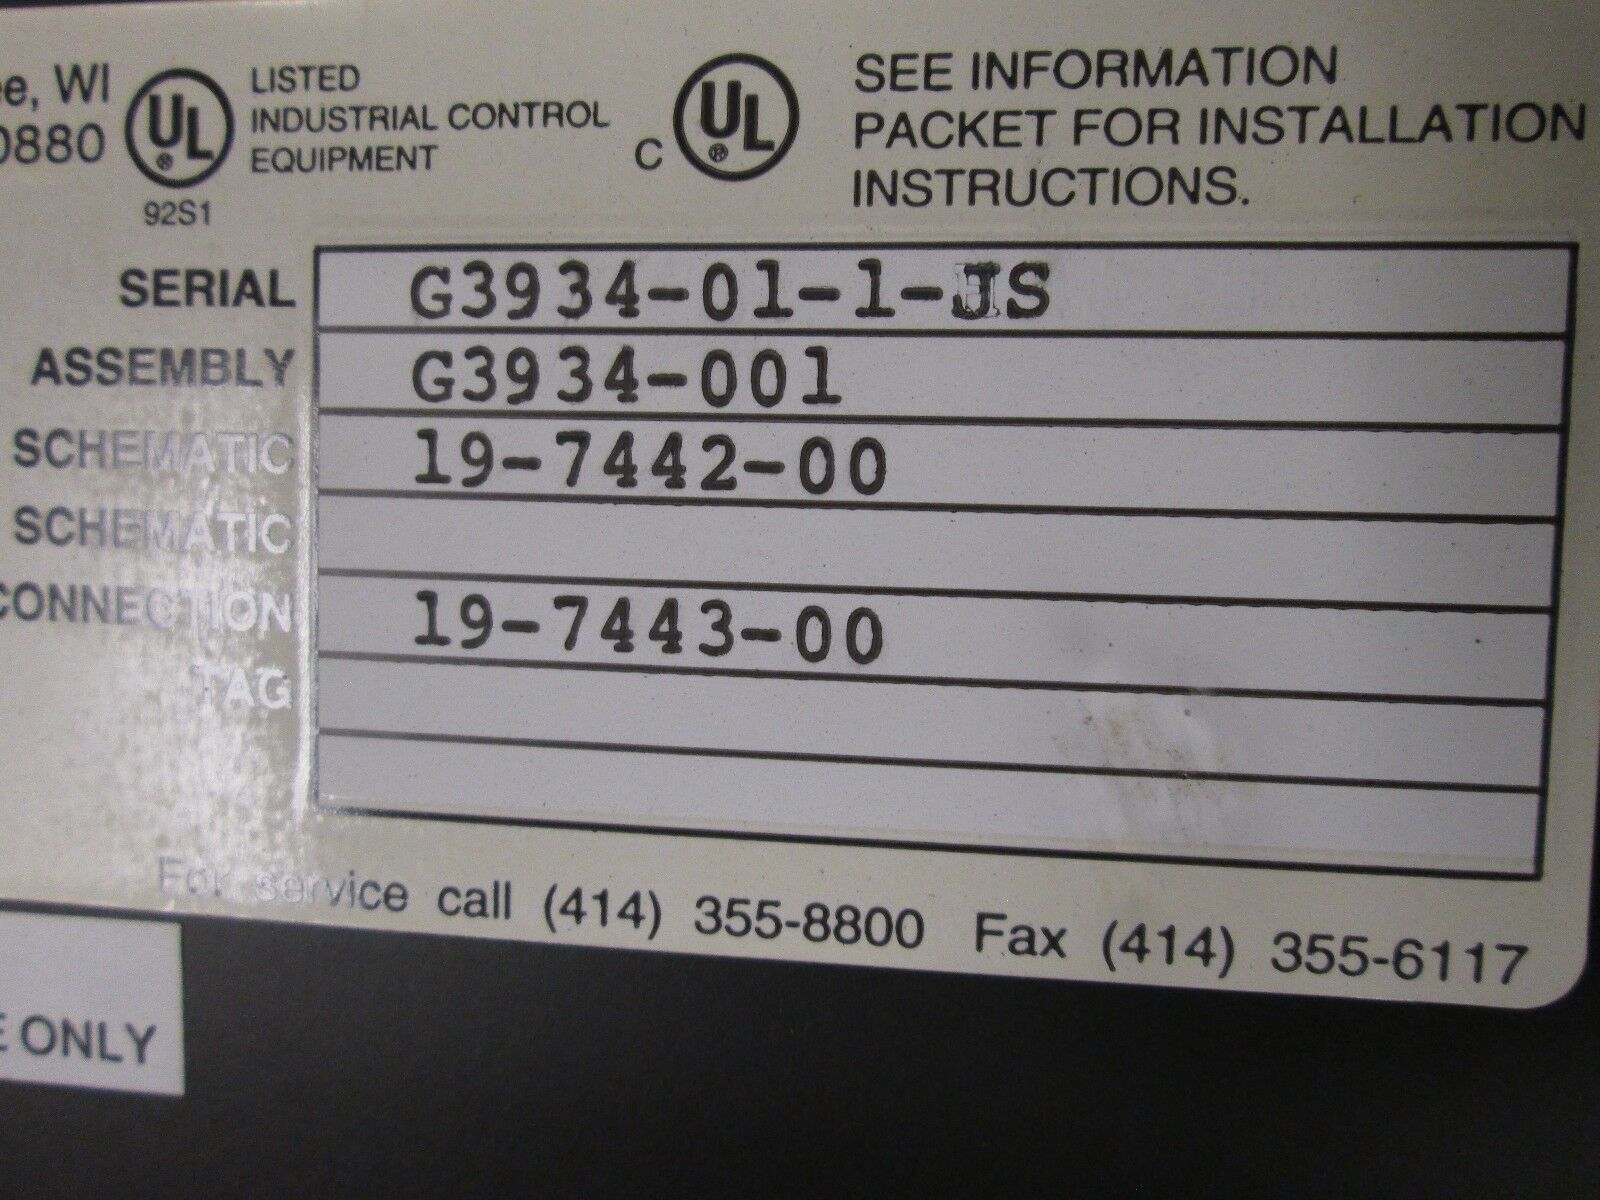 ee, WI
0880
UL
®
LISTED
INDUSTRIAL CONTROL
EQUIPMENT
92S1
C
UL
®
SEE INFORMATION
PACKET FOR INSTALLATION
INSTRUCTIONS.
SERIAL G3934-01-1-JS
ASSEMBLY G3934-001
SCHEMATIC 19-7442-00
SCHEMATIC
CONNECTION 19-7443-00
TAG
For service call (414) 355-8800 Fax (414) 355-6117
E ONLY